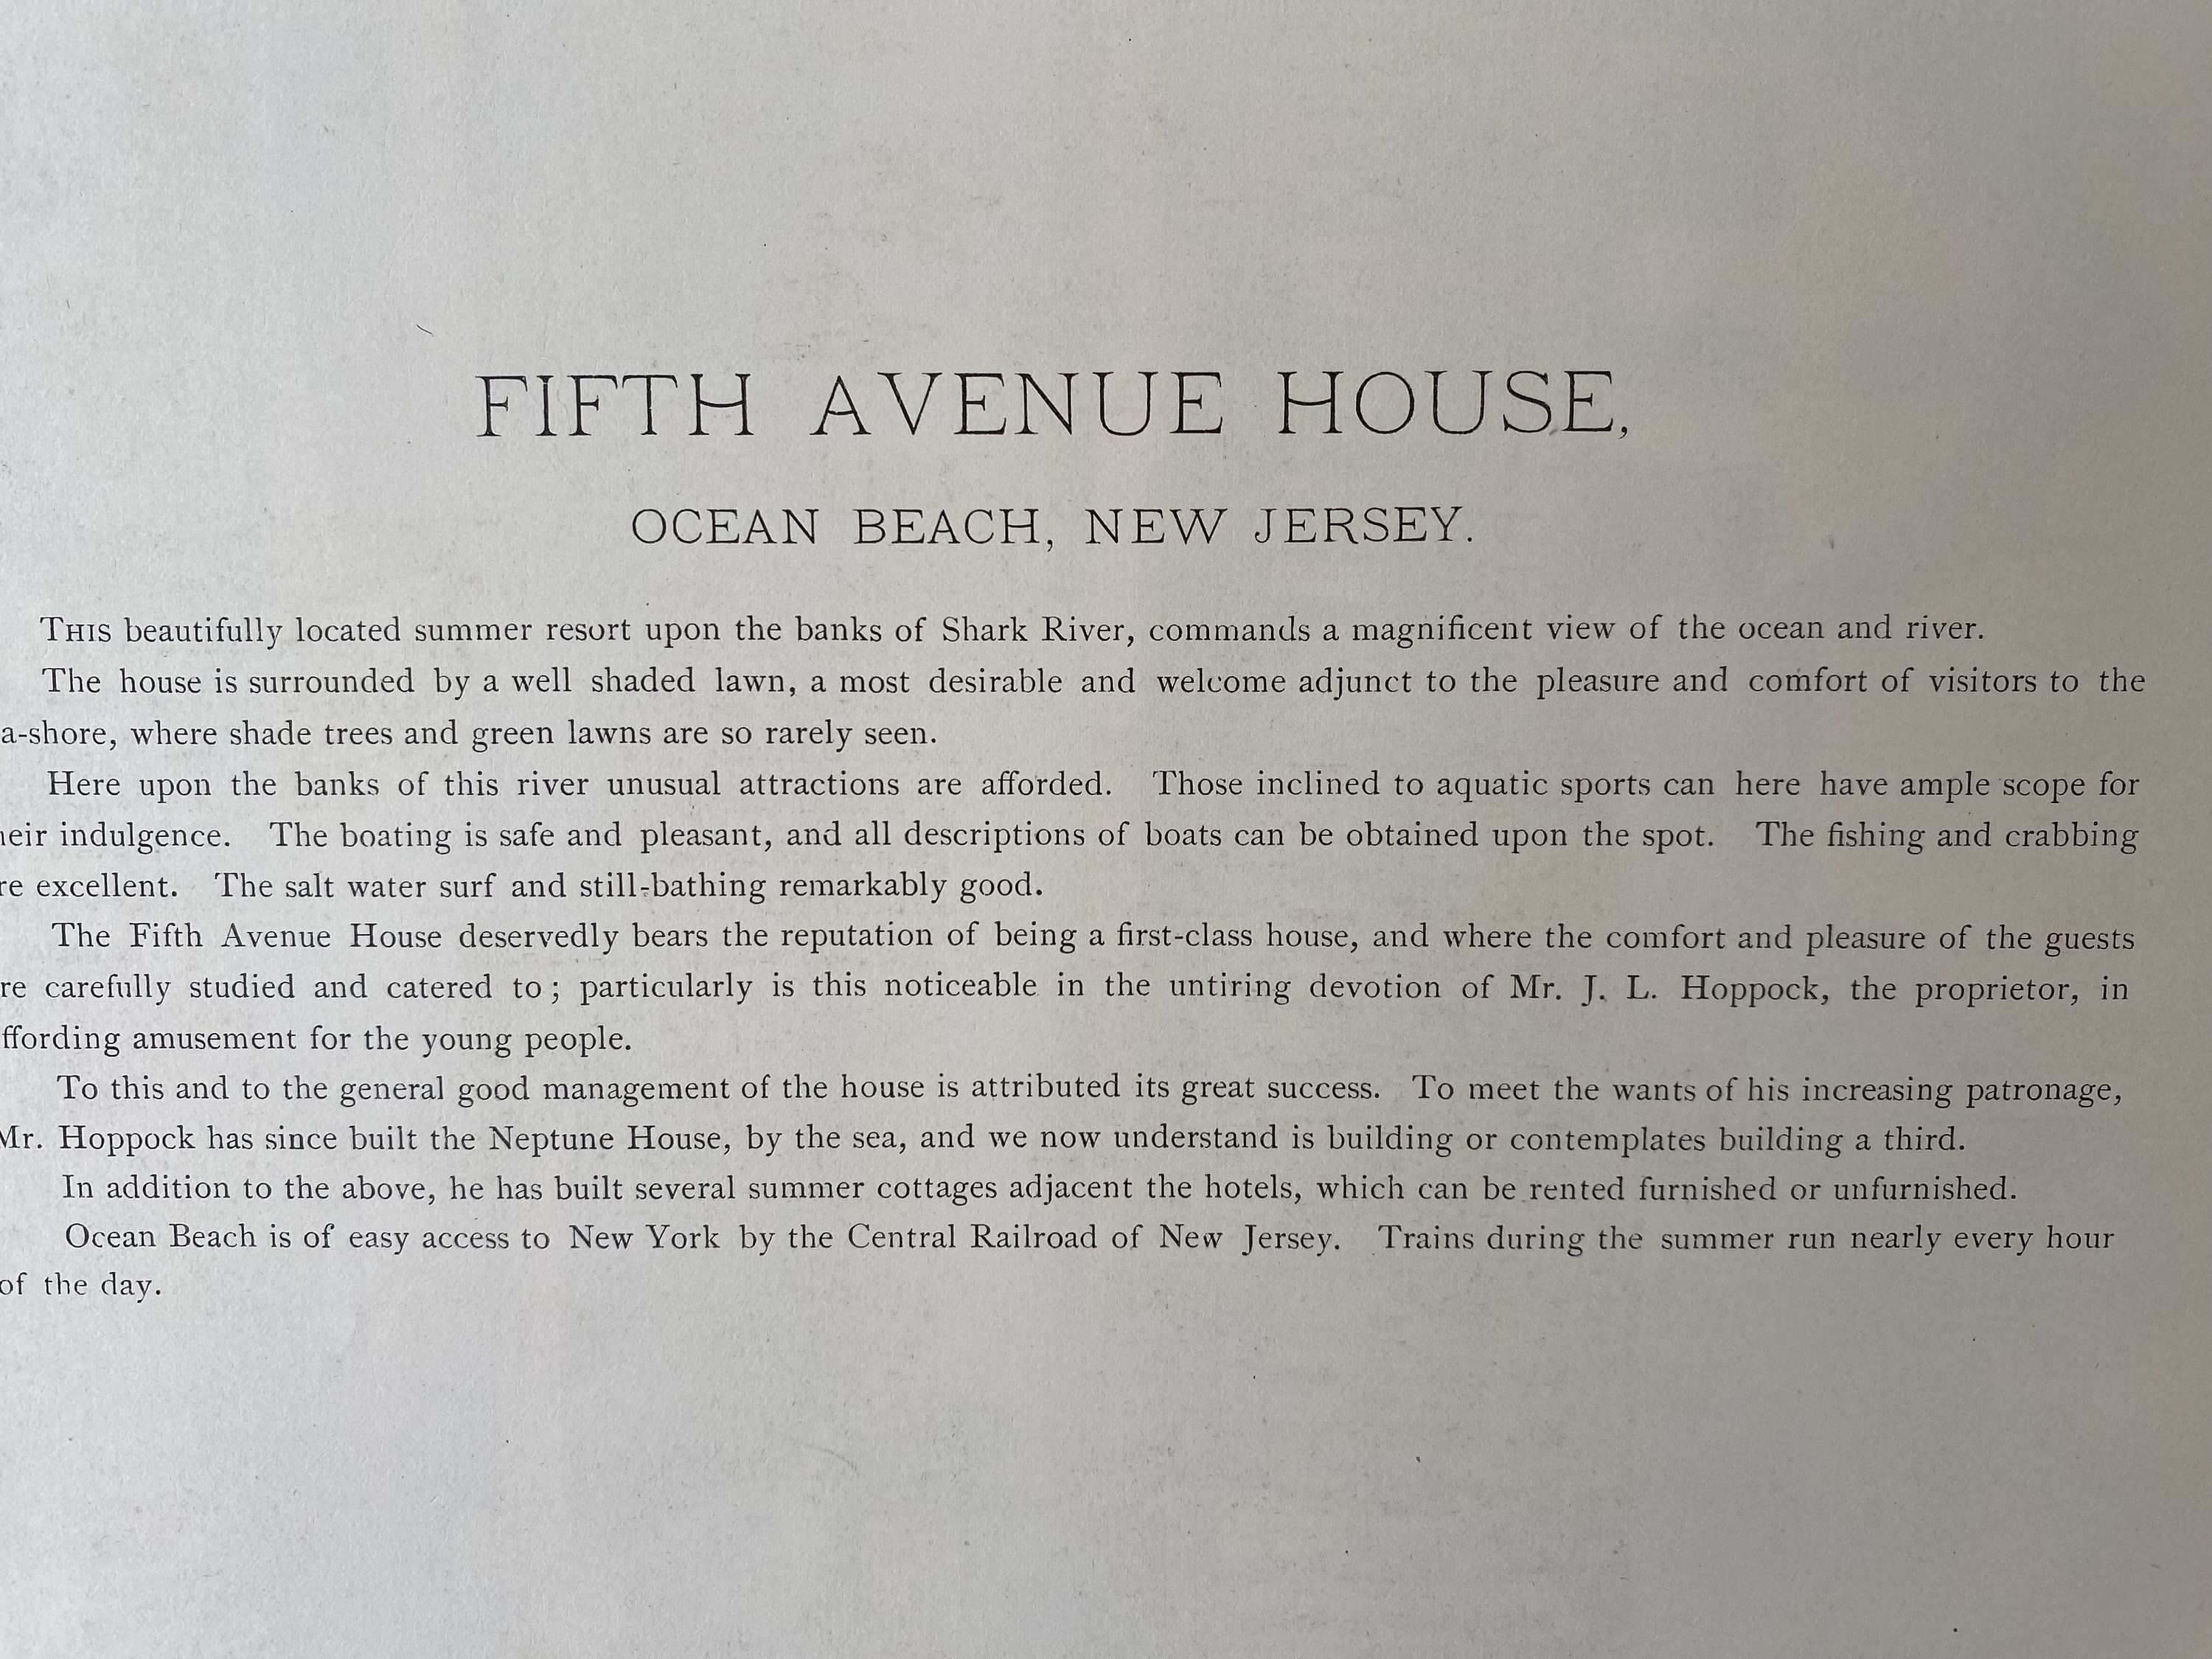 FIFTH AVENUE HOUSE,
OCEAN BEACH, NEW JERSEY.
THIS beautifully located summer resort upon the banks of Shark River, commands a magnificent view of the ocean and river.
The house is surrounded by a well shaded lawn, a most desirable and welcome adjunct to the pleasure and comfort of visitors to the
a-shore, where shade trees and green lawns are so rarely seen.
Here upon the banks of this river unusual attractions are afforded. Those inclined to aquatic sports can here have ample scope for
heir indulgence. The boating is safe and pleasant, and all descriptions of boats can be obtained upon the spot. The fishing and crabbing
re excellent. The salt water surf and still-bathing remarkably good.
The Fifth Avenue House deservedly bears the reputation of being a first-class house, and where the comfort and pleasure of the guests
re carefully studied and catered to; particularly is this noticeable in the untiring devotion of Mr. J. L. Hoppock, the proprietor, in
ffording amusement for the young people.
To this and to the general good management of the house is attributed its great success. To meet the wants of his increasing patronage,
Mr. Hoppock has since built the Neptune House, by the sea, and we now understand is building or contemplates building a third.
In addition to the above, he has built several summer cottages adjacent the hotels, which can be rented furnished or unfurnished.
Ocean Beach is of easy access to New York by the Central Railroad of New Jersey. Trains during the summer run nearly every hour
of the day.